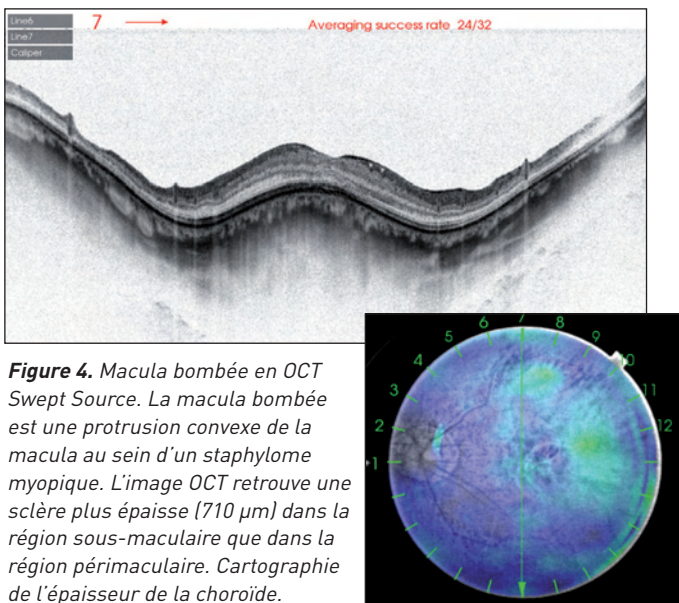 Line6
Line7
Caliper
7
Averaging success rate 24/32
Figure 4. Macula bombée en OCT
Swept Source. La macula bombée
est une protrusion convexe de la
macula au sein d’un staphylome
myopique. L’image OCT retrouve une
sclère plus épaisse (710 µm) dans la
région sous-maculaire que dans la
région périmaculaire. Cartographie
de l’épaisseur de la choroïde.
1
2
3
4
5
6
7
8
9
10
11
12